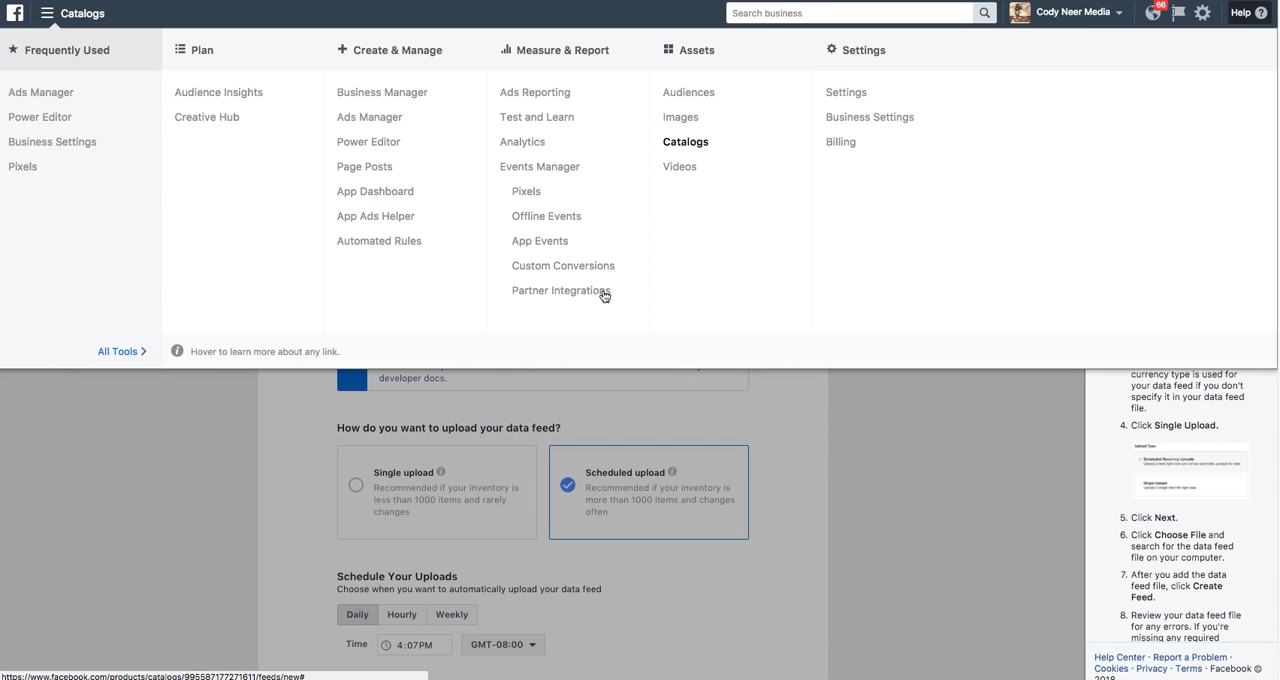 Catalogs
Search business
Cody Neer Media
66
Help
Frequently Used
Ads Manager
Power Editor
Business Settings
Pixels
All Tools
Plan
Audience Insights
Creative Hub
Create & Manage
Business Manager
Ads Manager
Power Editor
Page Posts
App Dashboard
App Ads Helper
Automated Rules
Measure & Report
Ads Reporting
Test and Learn
Analytics
Events Manager
Pixels
Offline Events
App Events
Custom Conversions
Partner Integrations
Assets
Audiences
Images
Catalogs
Videos
Settings
Settings
Business Settings
Billing
Hover to learn more about any link.
developer docs.
How do you want to upload your data feed?
Single upload
Recommended if your inventory is
less than 1000 items and rarely
changes
Scheduled upload
Recommended if your inventory is
more than 1000 items and changes
often
Schedule Your Uploads
Choose when you want to automatically upload your data feed
Daily Hourly Weekly
Time 4:07PM GMT-08:00
currency type is used for
your data feed if you don't
specify it in your data feed
file.
4. Click Single Upload.
Upload Type
Scheduled Recurring Uploads
Single Upload
5. Click Next.
6. Click Choose File and
search for the data feed
file on your computer.
7. After you add the data
feed file, click Create
Feed.
8. Review your data feed file
for any errors. If you're
missing any required
Help Center · Report a Problem ·
Cookies · Privacy · Terms · Facebook ©
2018
https://www.facebook.com/products/catalogs/995587177271611/feeds/new#